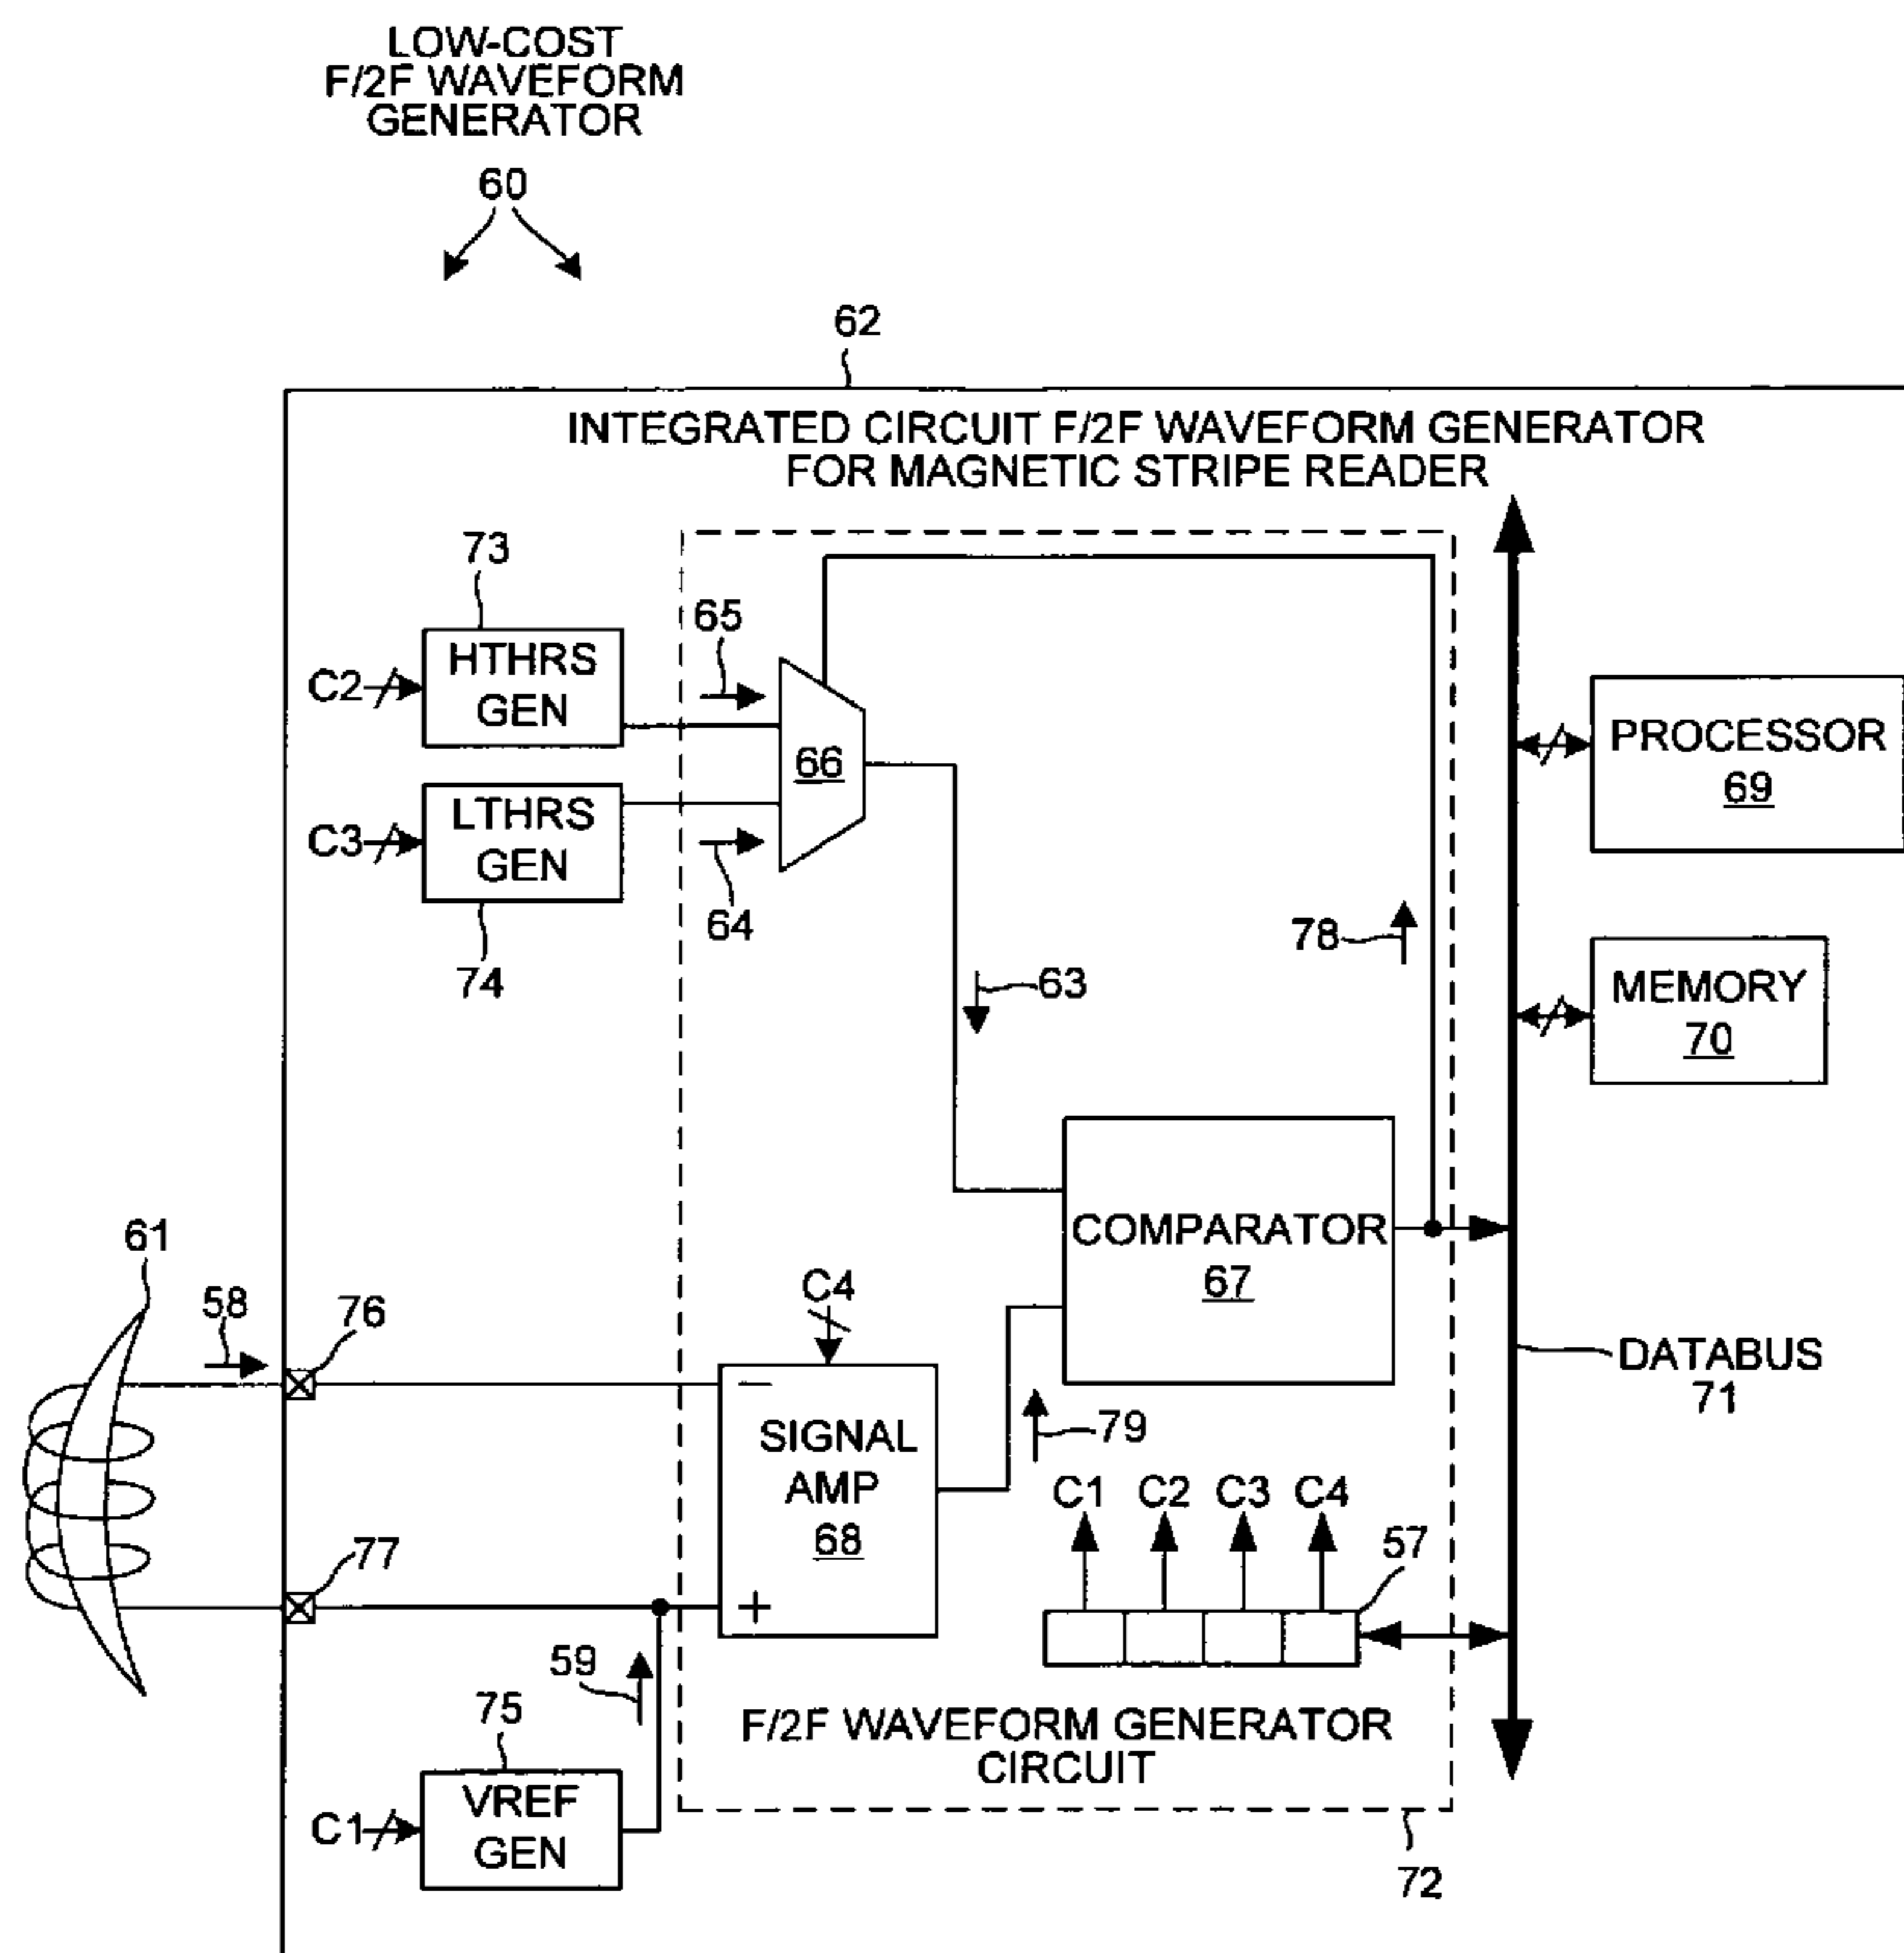 LOW-COST
F/2F WAVEFORM
GENERATOR
60
62
INTEGRATED CIRCUIT F/2F WAVEFORM GENERATOR
FOR MAGNETIC STRIPE READER
73
HTHRS
GEN
C2
65
66
LTHRS
GEN
C3
64
74
63
78
PROCESSOR
69
MEMORY
70
COMPARATOR
67
61
58
76
C4
−
SIGNAL
AMP
68
+
79
DATABUS
71
C1 C2 C3 C4
57
77
59
75
VREF
GEN
C1
F/2F WAVEFORM GENERATOR
CIRCUIT
72